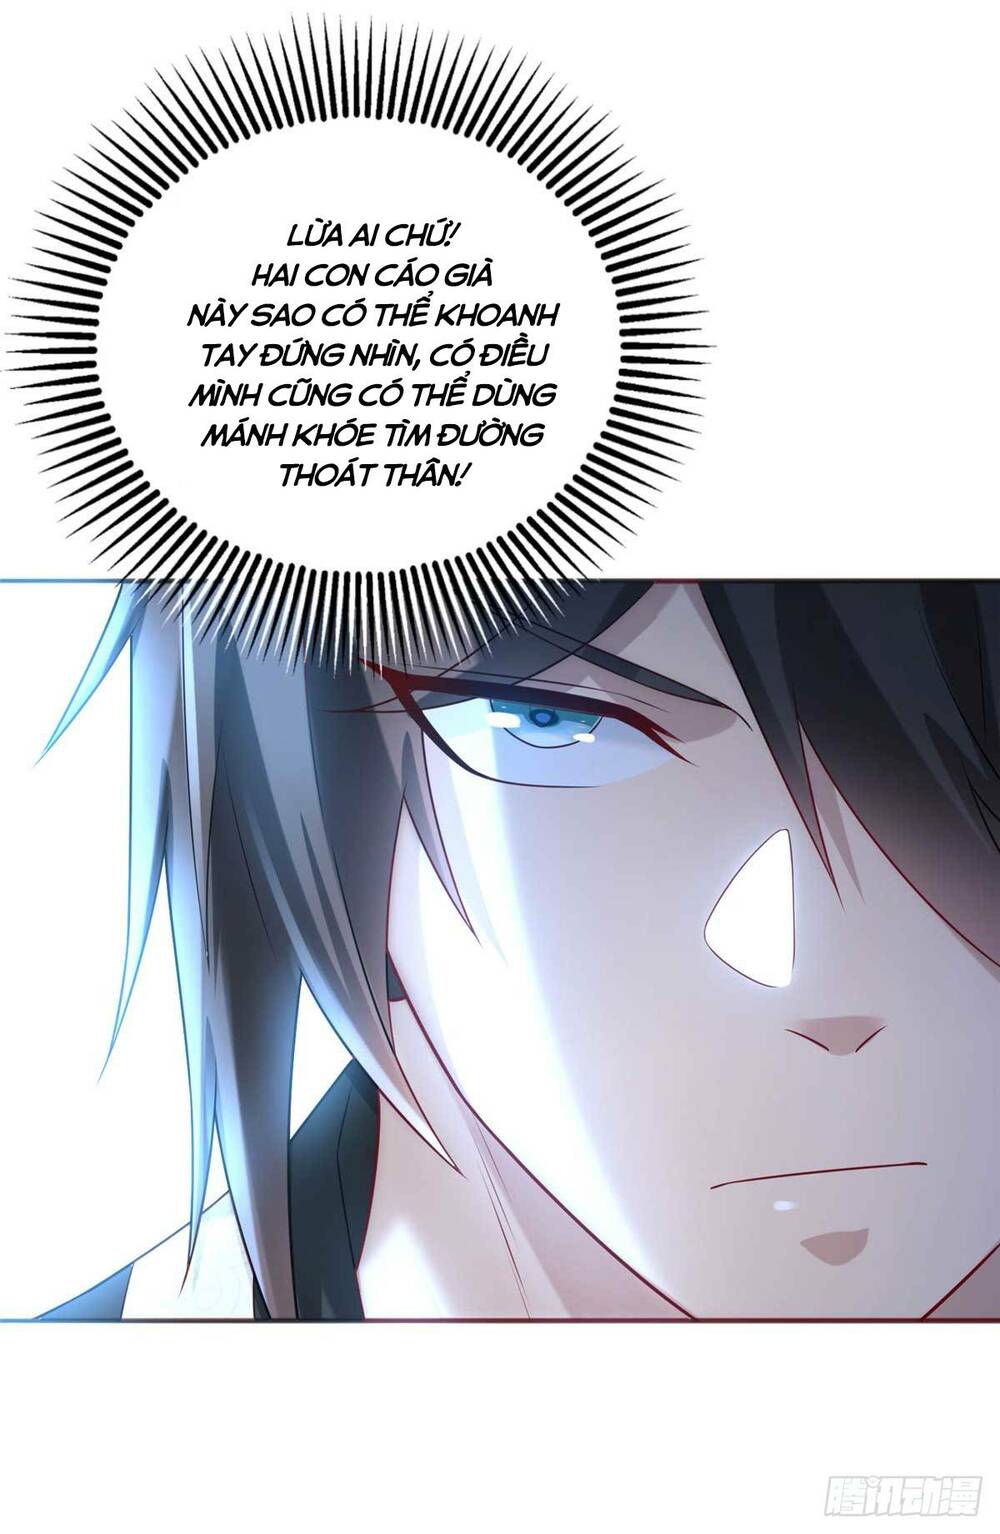 LỪA AI CHỨ!
HAI CON CÁO GIÀ
NÀY SAO CÓ THỂ KHOANH
TAY ĐỨNG NHÌN, CÓ ĐIỀU
MÌNH CŨNG CÓ THỂ DÙNG
MÁNH KHÓE TÌM ĐƯỜNG
THOÁT THÂN!
腾讯动漫